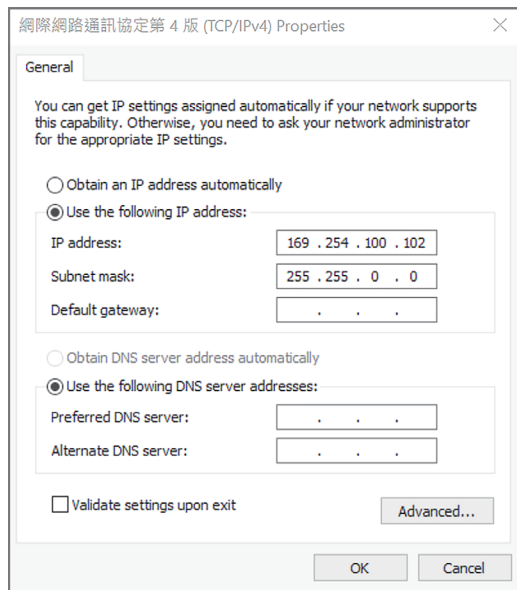 網際網路通訊協定第 4 版 (TCP/IPv4) Properties
General
You can get IP settings assigned automatically if your network supports
this capability. Otherwise, you need to ask your network administrator
for the appropriate IP settings.
Obtain an IP address automatically
Use the following IP address:
IP address: 169 . 254 . 100 . 102
Subnet mask: 255 . 255 . 0 . 0
Default gateway: . . .
Obtain DNS server address automatically
Use the following DNS server addresses:
Preferred DNS server: . . .
Alternate DNS server: . . .
Validate settings upon exit
Advanced...
OK Cancel